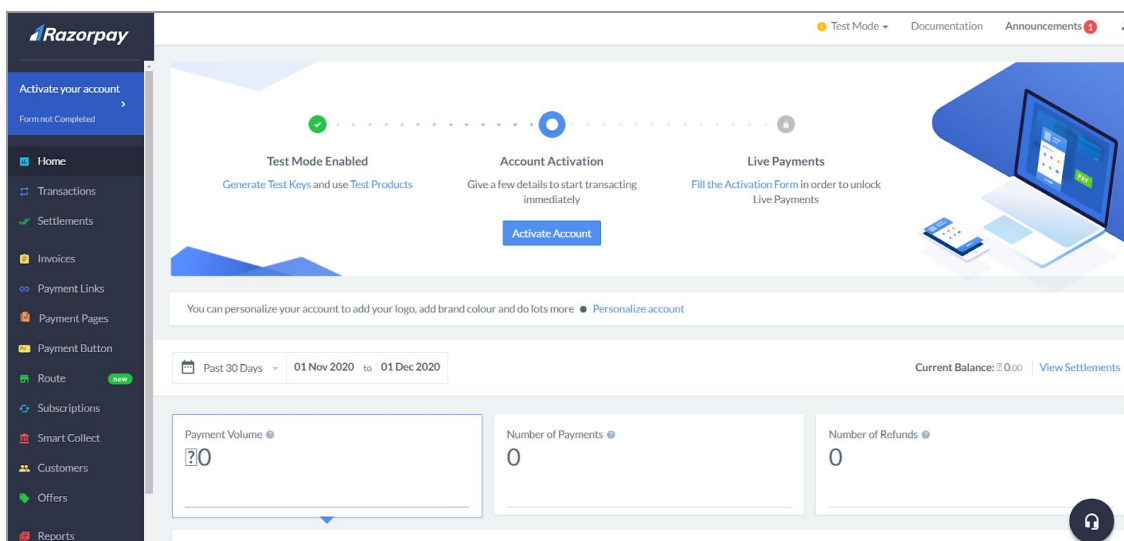 Razorpay
Test Mode
Documentation
Announcements 1
Activate your account
Form not Completed
Home
Transactions
Settlements
Invoices
Payment Links
Payment Pages
Payment Button
Route new
Subscriptions
Smart Collect
Customers
Offers
Reports
Test Mode Enabled
Generate Test Keys and use Test Products
Account Activation
Give a few details to start transacting
immediately
Activate Account
Live Payments
Fill the Activation Form in order to unlock
Live Payments
PAY
You can personalize your account to add your logo, add brand colour and do lots more ● Personalize account
Past 30 Days
01 Nov 2020 to 01 Dec 2020
Current Balance: 0.00
View Settlements
Payment Volume
0
Number of Payments
0
Number of Refunds
0